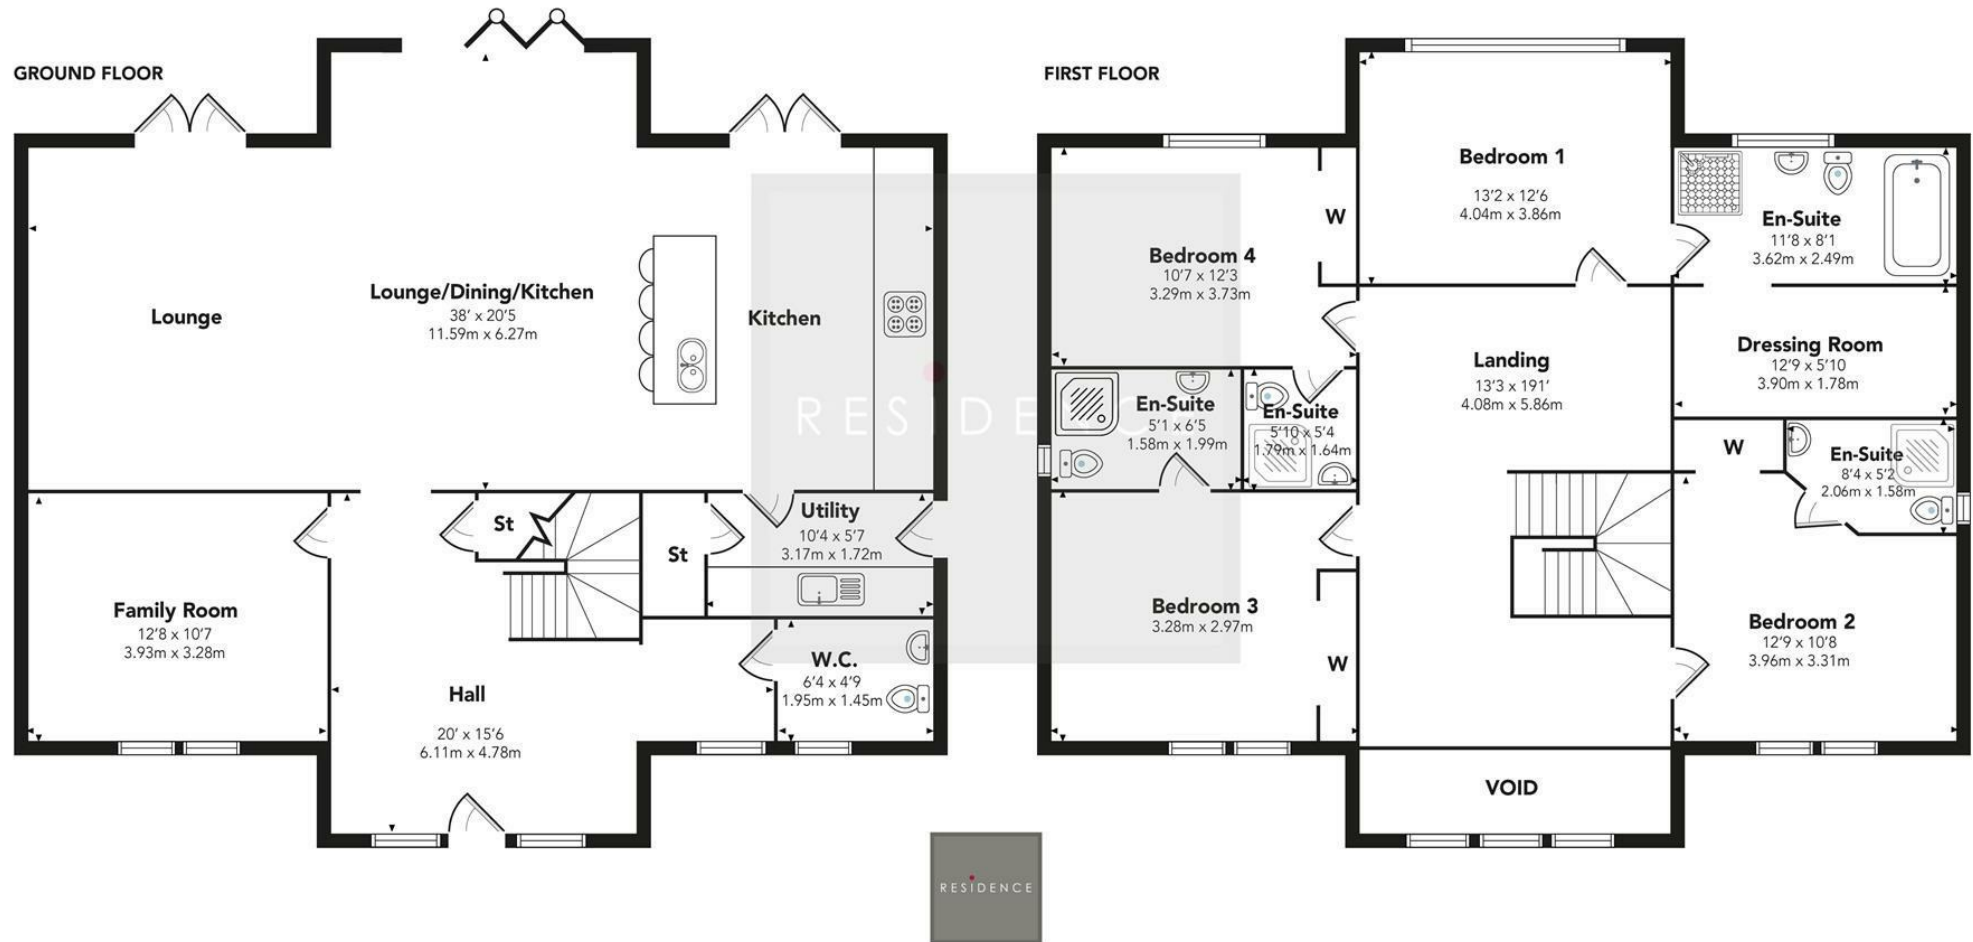 GROUND FLOOR
Lounge
Lounge/Dining/Kitchen
38' x 20'5
11.59m x 6.27m
Kitchen
Family Room
12'8 x 10'7
3.93m x 3.28m
St
St
Utility
10'4 x 5'7
3.17m x 1.72m
Hall
20' x 15'6
6.11m x 4.78m
W.C.
6'4 x 4'9
1.95m x 1.45m
FIRST FLOOR
Bedroom 1
13'2 x 12'6
4.04m x 3.86m
W
Bedroom 4
10'7 x 12'3
3.29m x 3.73m
En-Suite
11'8 x 8'1
3.62m x 2.49m
Landing
13'3 x 191'
4.08m x 5.86m
Dressing Room
12'9 x 5'10
3.90m x 1.78m
En-Suite
5'1 x 6'5
1.58m x 1.99m
En-Suite
5'10 x 5'4
1.79m x 1.64m
W
En-Suite
8'4 x 5'2
2.06m x 1.58m
Bedroom 3
3.28m x 2.97m
W
Bedroom 2
12'9 x 10'8
3.96m x 3.31m
VOID
RESIDENCE
RESIDENCE